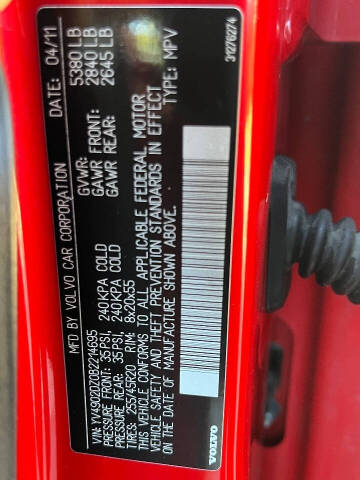 MFD BY VOLVO CAR CORPORATION DATE: 04/11
GVWR: 5380 LB
GAWR FRONT: 2840 LB
GAWR REAR: 2645 LB
VIN: YV4902DZ0B2214695
PRESSURE FRONT: 35PSI, 240KPA COLD
PRESSURE REAR: 35PSI, 240KPA COLD
TIRES: 255/45R20 RIM: 8x20x55
THIS VEHICLE CONFORMS TO ALL APPLICABLE FEDERAL MOTOR
VEHICLE SAFETY AND THEFT PREVENTION STANDARDS IN EFFECT
ON THE DATE OF MANUFACTURE SHOWN ABOVE. TYPE: MPV
VOLVO
31276274